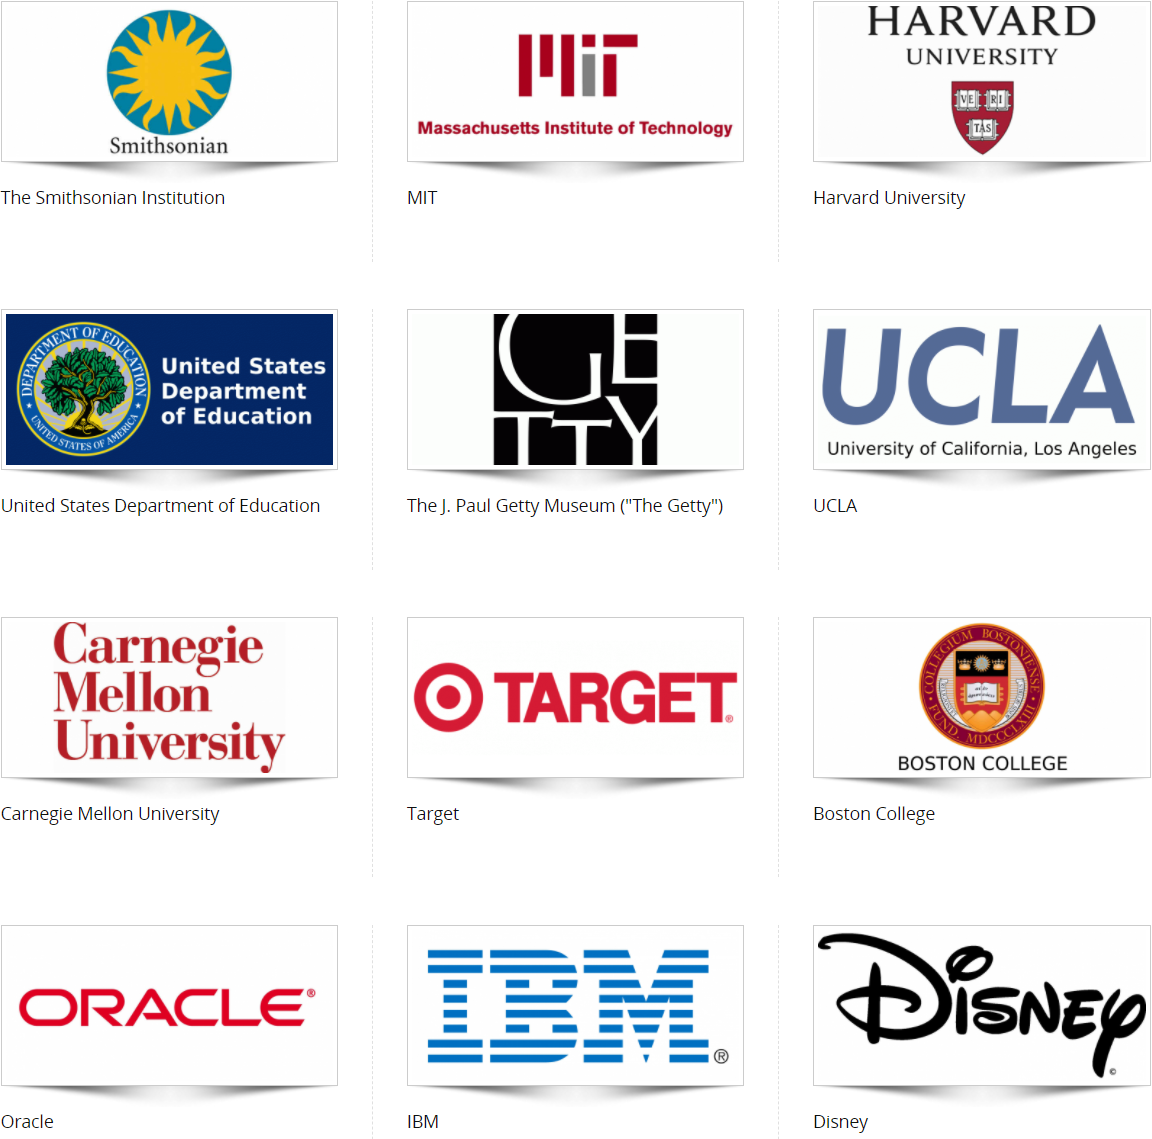 Smithsonian
The Smithsonian Institution
MiT
Massachusetts Institute of Technology
MIT
HARVARD
UNIVERSITY
VE RI
TAS
Harvard University
DEPARTMENT OF EDUCATION
UNITED STATES OF AMERICA
United States
Department
of Education
United States Department of Education
GE
TTY
The J. Paul Getty Museum ("The Getty")
UCLA
University of California, Los Angeles
UCLA
Carnegie
Mellon
University
Carnegie Mellon University
TARGET®
Target
COLLEGIUM BOSTONIENSE
FUND. MDCCCLXIII
BOSTON COLLEGE
Boston College
ORACLE®
Oracle
IBM®
IBM
Disney©
Disney